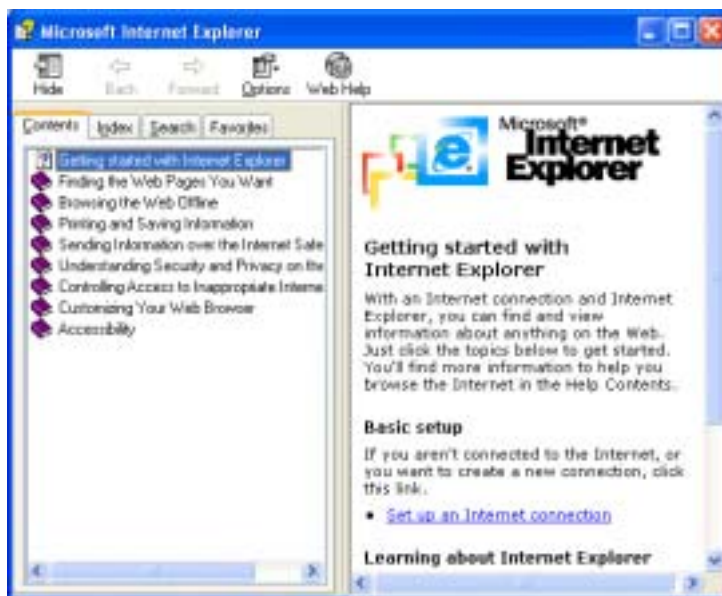 Microsoft Internet Explorer
Hide Back Forward Options Web Help
Contents Index Search Favorites
Getting started with Internet Explorer
Finding the Web Pages You Want
Browsing the Web Offline
Printing and Saving Information
Sending Information over the Internet Safe
Understanding Security and Privacy on the
Controlling Access to Inappropriate Interne
Customizing Your Web Browser
Accessibility
Microsoft®
Internet
Explorer
Getting started with
Internet Explorer
With an Internet connection and Internet
Explorer, you can find and view
information about anything on the Web.
Just click the topics below to get started.
You'll find more information to help you
browse the Internet in the Help Contents.
Basic setup
If you aren't connected to the Internet, or
you want to create a new connection, click
this link.
• Set up an Internet connection
Learning about Internet Explorer